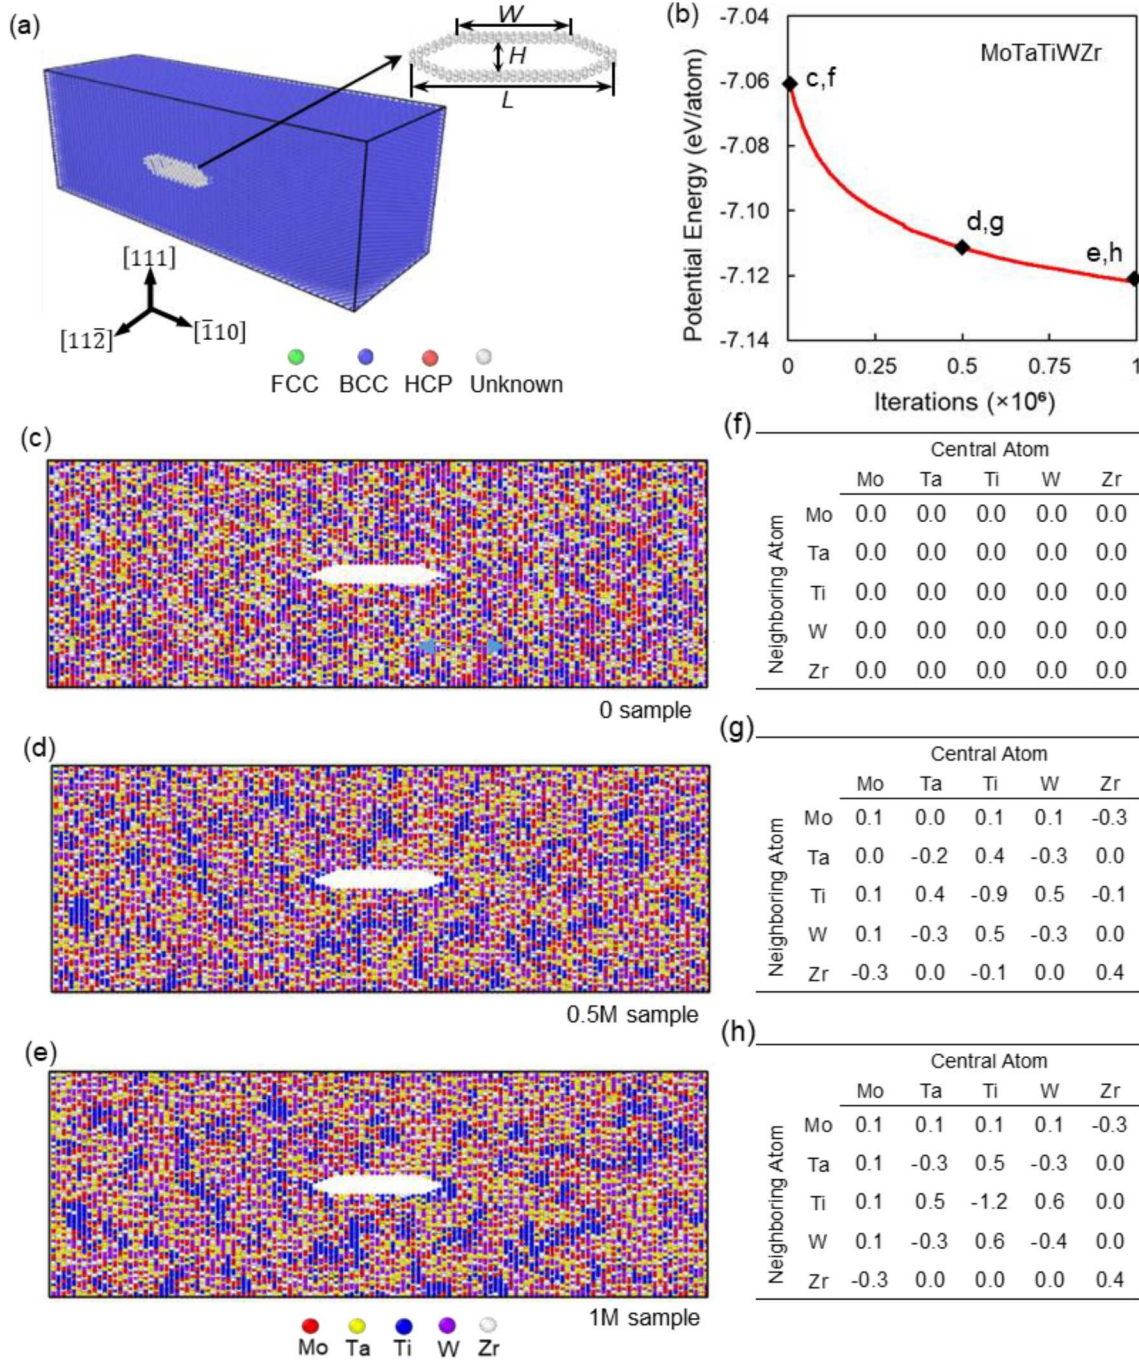 (a)
W
H
L
[111]
[112̅]
[1̅10]
FCC BCC HCP Unknown
(b)
Potential Energy (eV/atom)
-7.04
-7.06
-7.08
-7.10
-7.12
-7.14
MoTaTiWZr
c,f
d,g
e,h
0 0.25 0.5 0.75 1
Iterations (×10⁶)
(c)
0 sample
(f)
Central Atom
Neighboring Atom
Mo Ta Ti W Zr
Mo 0.0 0.0 0.0 0.0 0.0
Ta 0.0 0.0 0.0 0.0 0.0
Ti 0.0 0.0 0.0 0.0 0.0
W 0.0 0.0 0.0 0.0 0.0
Zr 0.0 0.0 0.0 0.0 0.0
(d)
0.5M sample
(g)
Central Atom
Neighboring Atom
Mo Ta Ti W Zr
Mo 0.1 0.0 0.1 0.1 -0.3
Ta 0.0 -0.2 0.4 -0.3 0.0
Ti 0.1 0.4 -0.9 0.5 -0.1
W 0.1 -0.3 0.5 -0.3 0.0
Zr -0.3 0.0 -0.1 0.0 0.4
(e)
1M sample
Mo Ta Ti W Zr
(h)
Central Atom
Neighboring Atom
Mo Ta Ti W Zr
Mo 0.1 0.1 0.1 0.1 -0.3
Ta 0.1 -0.3 0.5 -0.3 0.0
Ti 0.1 0.5 -1.2 0.6 0.0
W 0.1 -0.3 0.6 -0.4 0.0
Zr -0.3 0.0 0.0 0.0 0.4